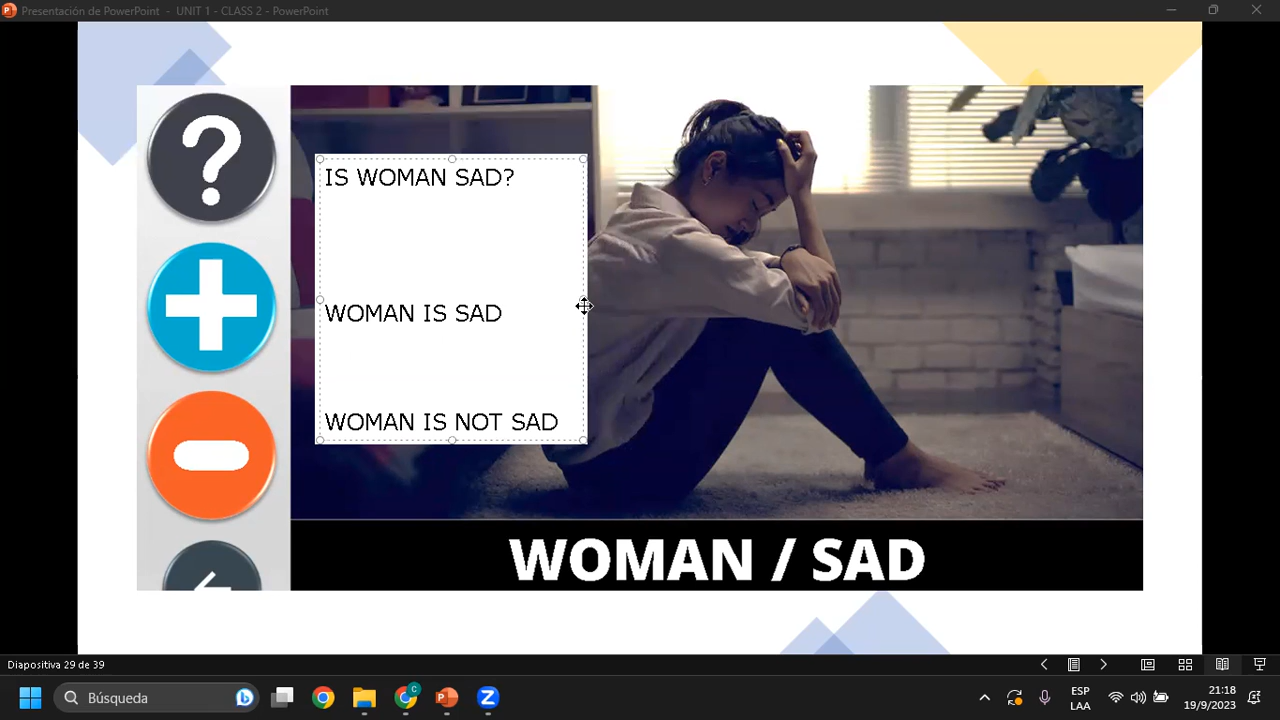 Presentación de PowerPoint - UNIT 1 - CLASS 2 - PowerPoint
?
IS WOMAN SAD?
WOMAN IS SAD
WOMAN IS NOT SAD
WOMAN / SAD
Diapositiva 29 de 39
Búsqueda
ESP
LAA
21:18
19/9/2023